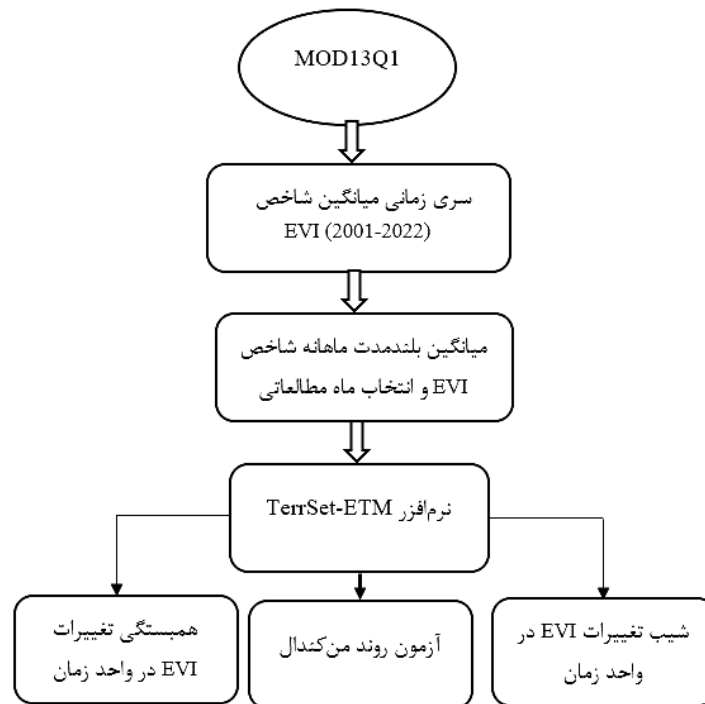 MOD13Q1
سری زمانی میانگین شاخص
EVI (2001-2022)
میانگین بلندمدت ماهانه شاخص
EVI و انتخاب ماه مطالعاتی
نرم‌افزر TerrSet-ETM
شیب تغییرات EVI در
واحد زمان
آزمون روند من‌کندال
همبستگی تغییرات
EVI در واحد زمان